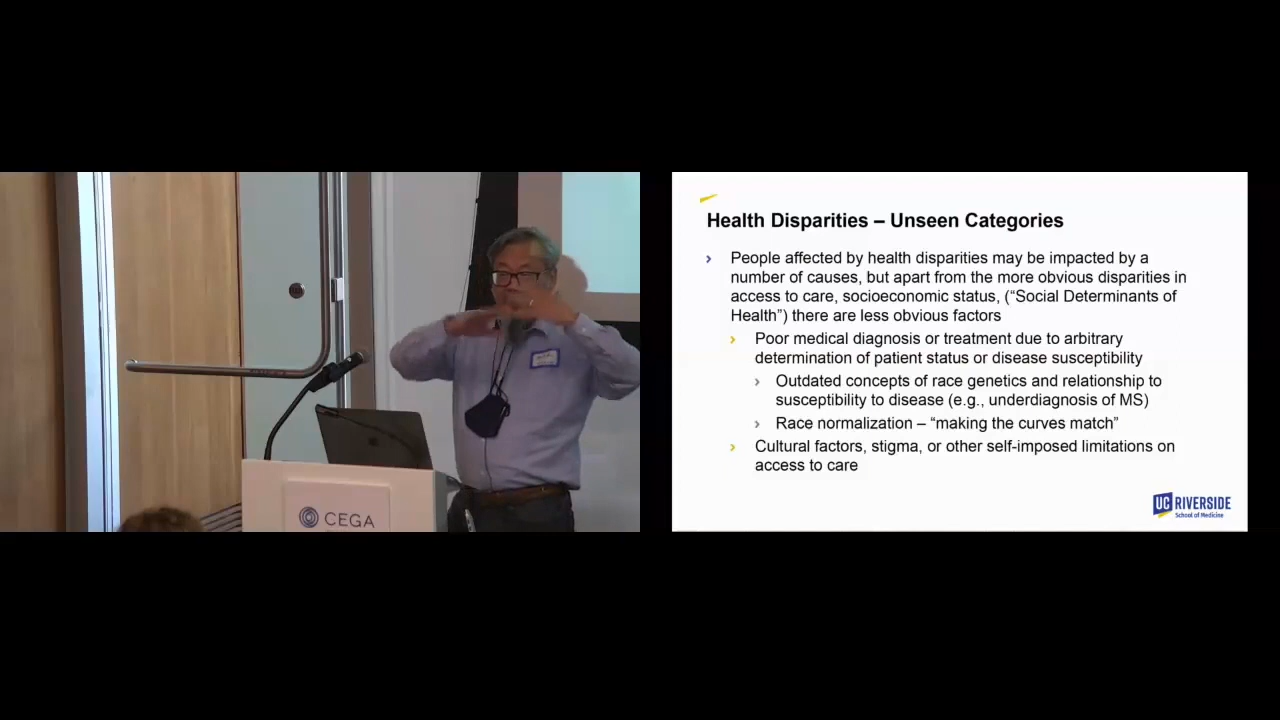 CEGA
Health Disparities – Unseen Categories
› People affected by health disparities may be impacted by a
number of causes, but apart from the more obvious disparities in
access to care, socioeconomic status, (“Social Determinants of
Health”) there are less obvious factors
› Poor medical diagnosis or treatment due to arbitrary
determination of patient status or disease susceptibility
› Outdated concepts of race genetics and relationship to
susceptibility to disease (e.g., underdiagnosis of MS)
› Race normalization – “making the curves match”
› Cultural factors, stigma, or other self-imposed limitations on
access to care
UC RIVERSIDE
School of Medicine